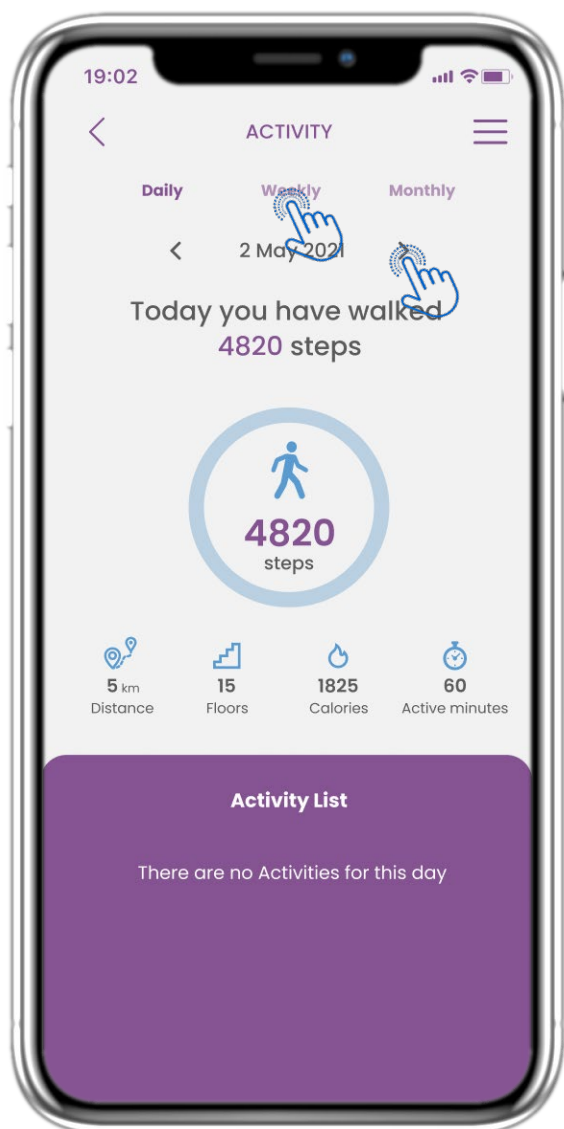 19:02
ACTIVITY
Daily Weekly Monthly
2 May 2021
Today you have walked
4820 steps
4820
steps
5 km 15 1825 60
Distance Floors Calories Active minutes
Activity List
There are no Activities for this day